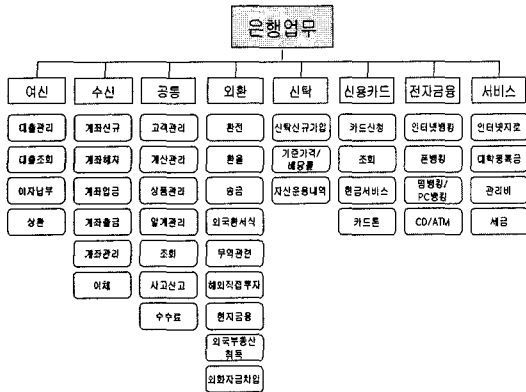 은행업무
여신
수신
공통
외환
신탁
신용카드
전자금융
서비스
대출관리
대출조회
이자납부
상환
계좌신규
계좌해지
계좌입금
계좌출금
계좌관리
이체
고객관리
계산관리
상품관리
일계관리
조회
사고신고
수수료
환전
환율
송금
외국환서식
무역관련
해외직접투자
현지금융
외국부동산
취득
외화자금차입
신탁신규가입
기준가격/
배당률
자산운용내역
카드신청
조회
현금서비스
카드론
인터넷뱅킹
폰뱅킹
펌뱅킹/
PC뱅킹
CD/ATM
인터넷지로
대학등록금
관리비
세금